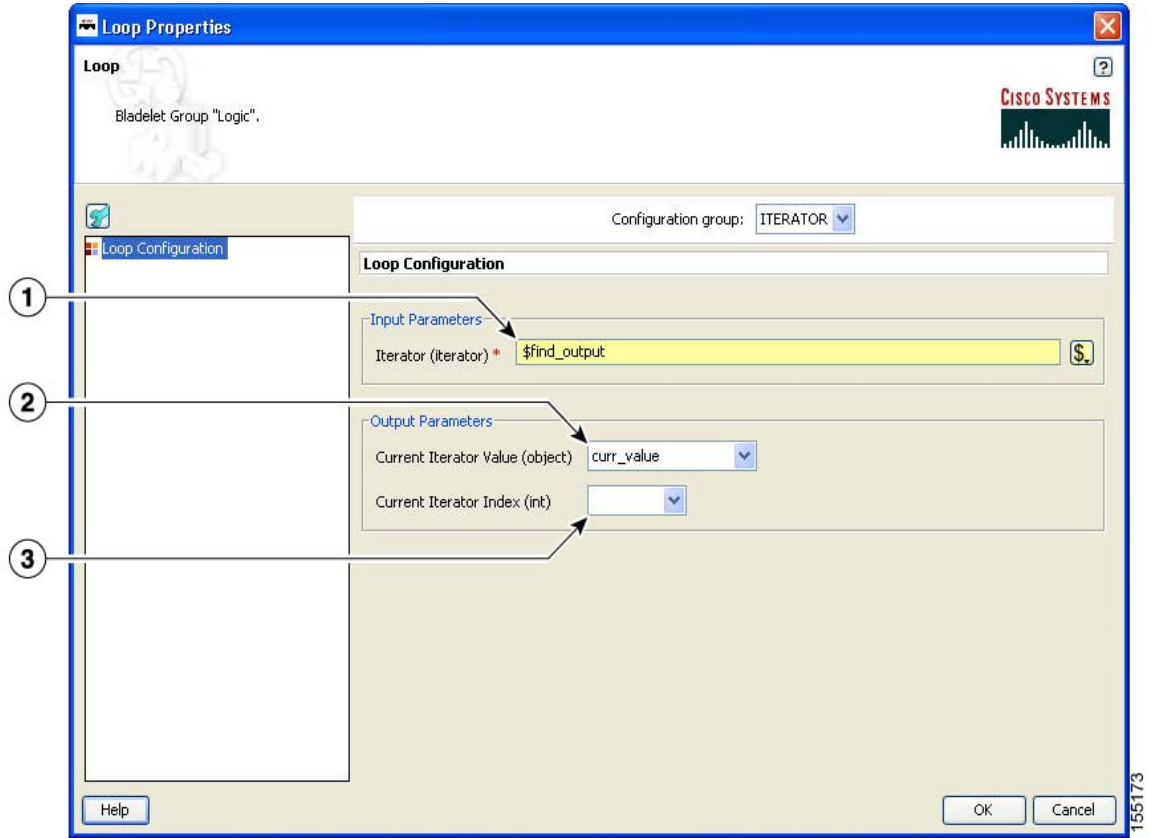 Loop Properties
Loop
?
Bladelet Group "Logic".
CISCO SYSTEMS
Configuration group: ITERATOR
Loop Configuration
Loop Configuration
1
Input Parameters
Iterator (iterator) * $find_output $
2
Output Parameters
Current Iterator Value (object) curr_value
Current Iterator Index (int)
3
Help OK Cancel
155173